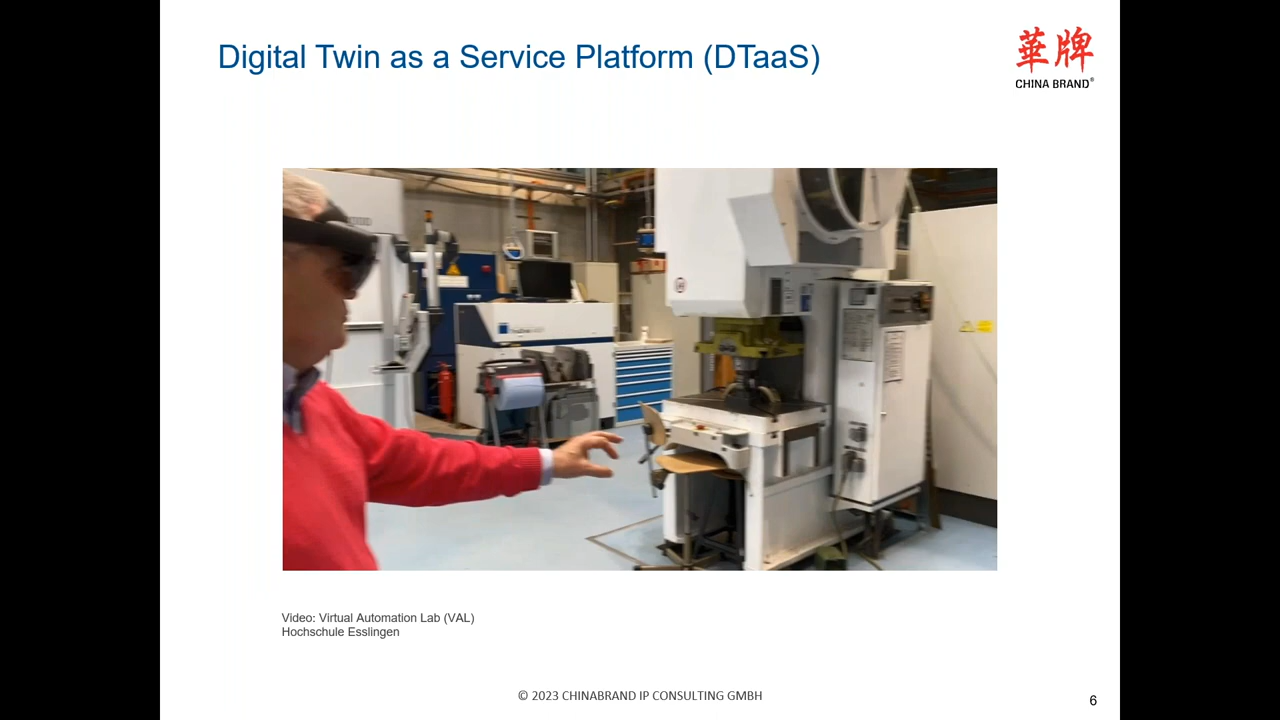 Digital Twin as a Service Platform (DTaaS)
華牌
CHINA BRAND®
Video: Virtual Automation Lab (VAL)
Hochschule Esslingen
© 2023 CHINABRAND IP CONSULTING GMBH
6